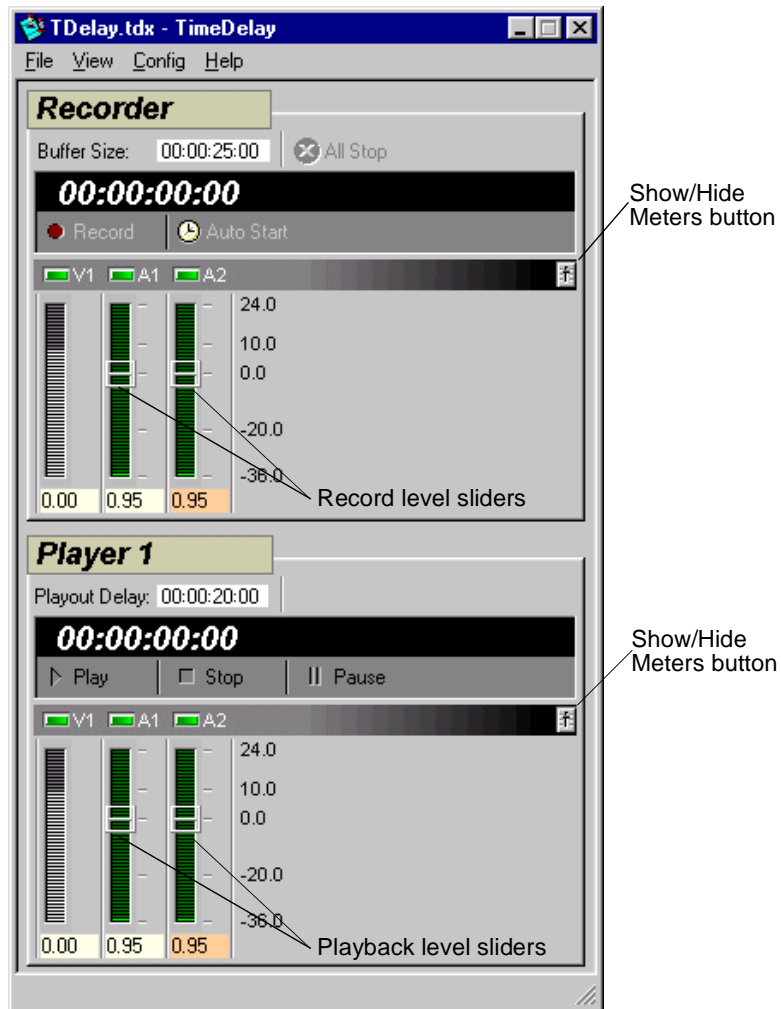 TDelay.tdx - TimeDelay
File View Config Help
Recorder
Buffer Size: 00:00:25:00 All Stop
00:00:00:00
Record Auto Start
Show/Hide
Meters button
V1 A1 A2
24.0
10.0
0.0
-20.0
-36.0
0.00 0.95 0.95
Record level sliders
Player 1
Playout Delay: 00:00:20:00
00:00:00:00
Play Stop Pause
Show/Hide
Meters button
V1 A1 A2
24.0
10.0
0.0
-20.0
-36.0
0.00 0.95 0.95
Playback level sliders